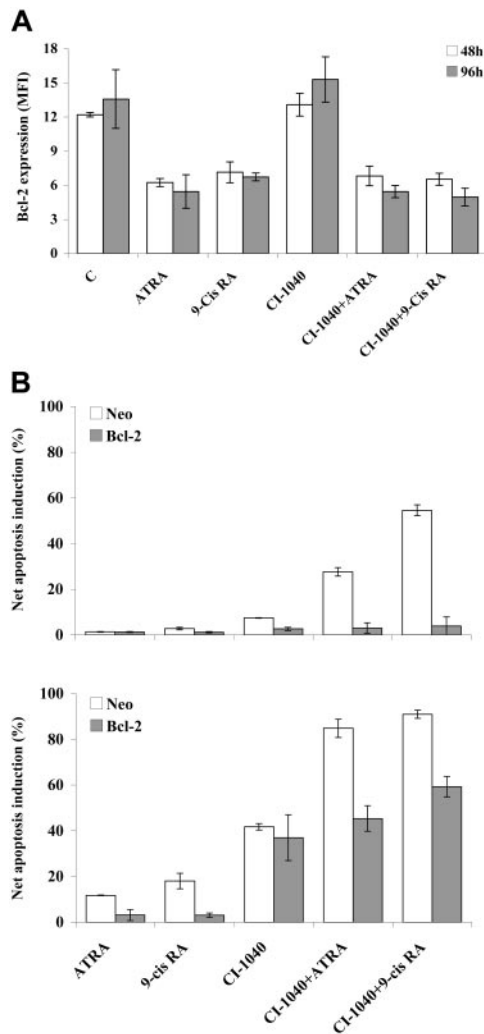 A
Bcl-2 expression (MFI)
18
15
12
9
6
3
0
48h
96h
C
ATRA
9-Cis RA
CI-1040
CI-1040+ATRA
CI-1040+9-Cis RA
B
Net apoptosis induction (%)
100
80
60
40
20
0
Neo
Bcl-2
Net apoptosis induction (%)
100
80
60
40
20
0
Neo
Bcl-2
ATRA
9-cis RA
CI-1040
CI-1040+ATRA
CI-1040+9-cis RA